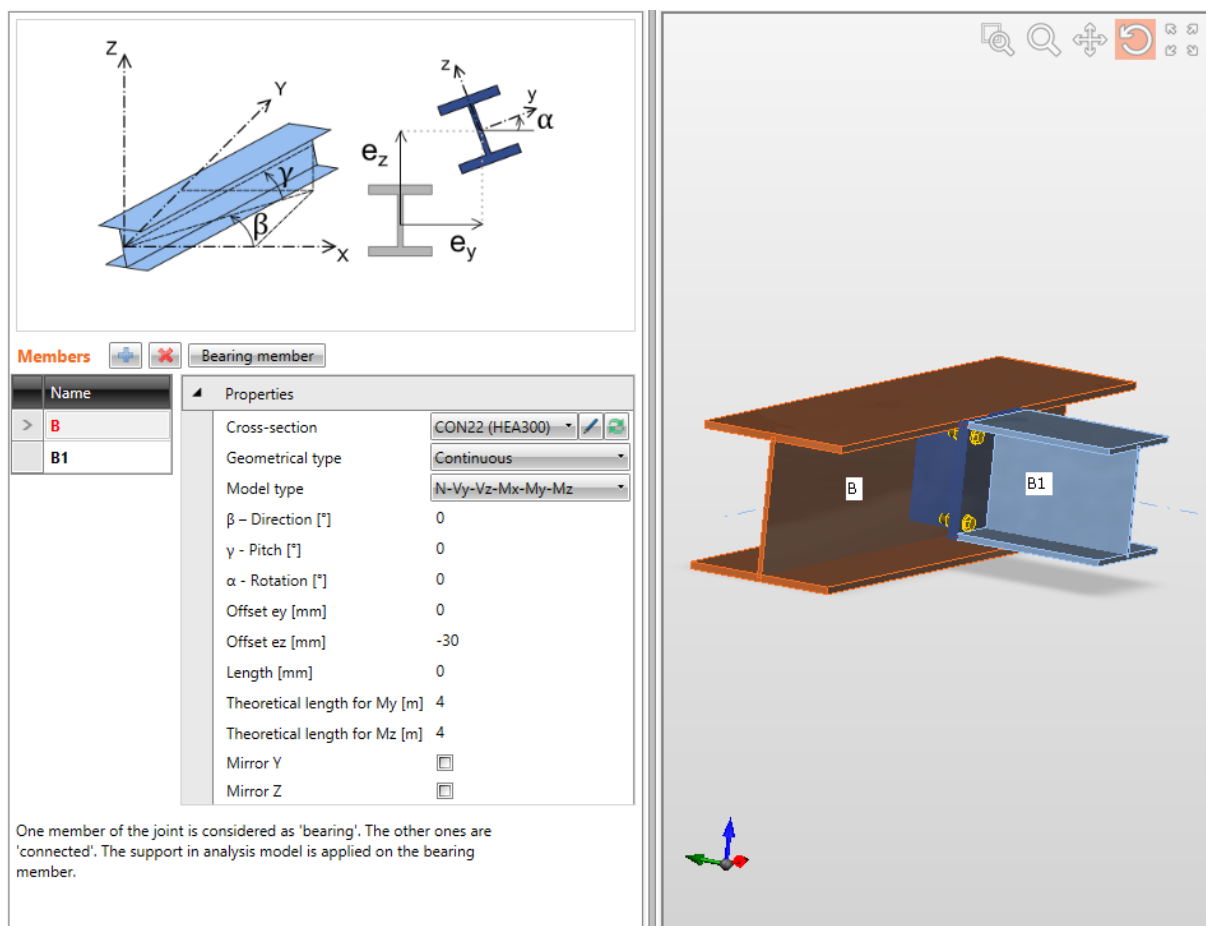 Z
Y
X
γ
β
z
y
α
e_z
e_y
Members
Bearing member
Name
B
B1
Properties
Cross-section CON22 (HEA300)
Geometrical type Continuous
Model type N-Vy-Vz-Mx-My-Mz
β – Direction [°] 0
γ - Pitch [°] 0
α - Rotation [°] 0
Offset ey [mm] 0
Offset ez [mm] -30
Length [mm] 0
Theoretical length for My [m] 4
Theoretical length for Mz [m] 4
Mirror Y
Mirror Z
One member of the joint is considered as 'bearing'. The other ones are
'connected'. The support in analysis model is applied on the bearing
member.
B
B1